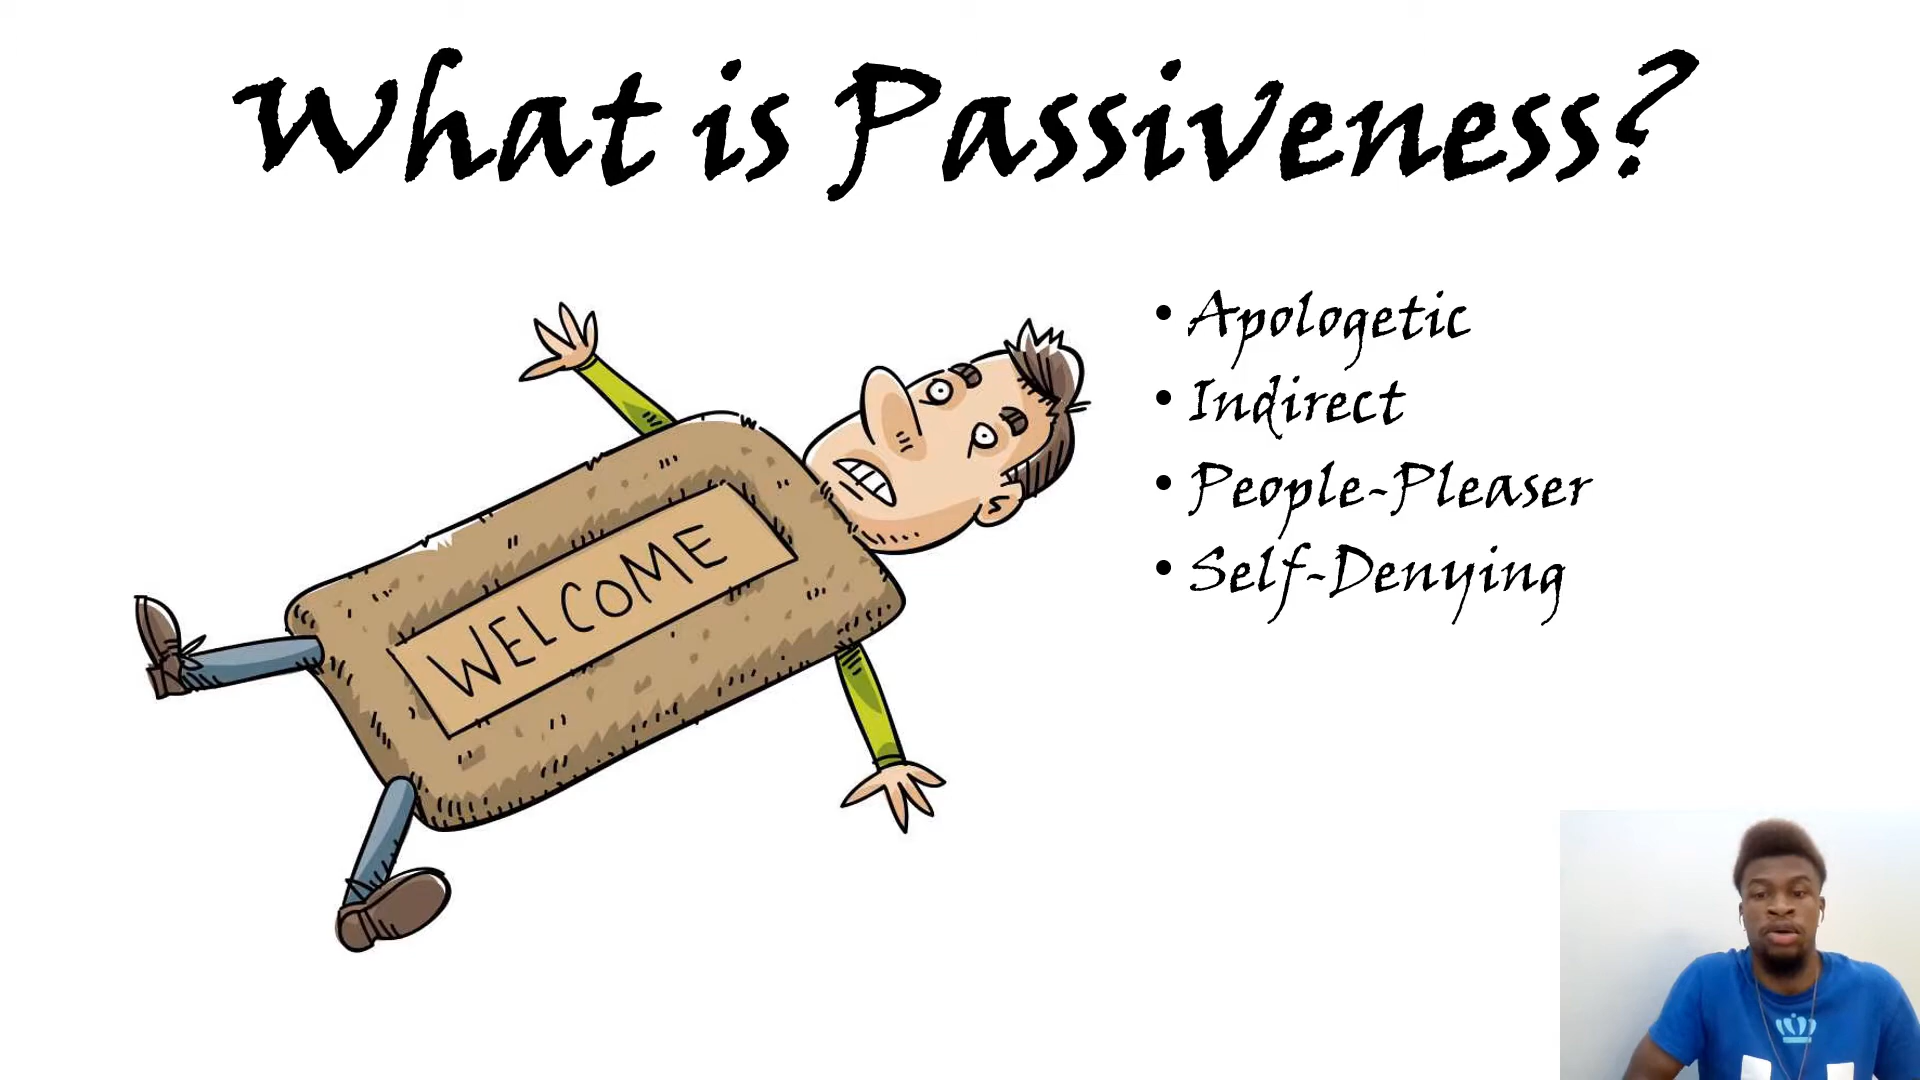 What is Passiveness?
• Apologetic
• Indirect
• People-Pleaser
• Self-Denying
WELCOME